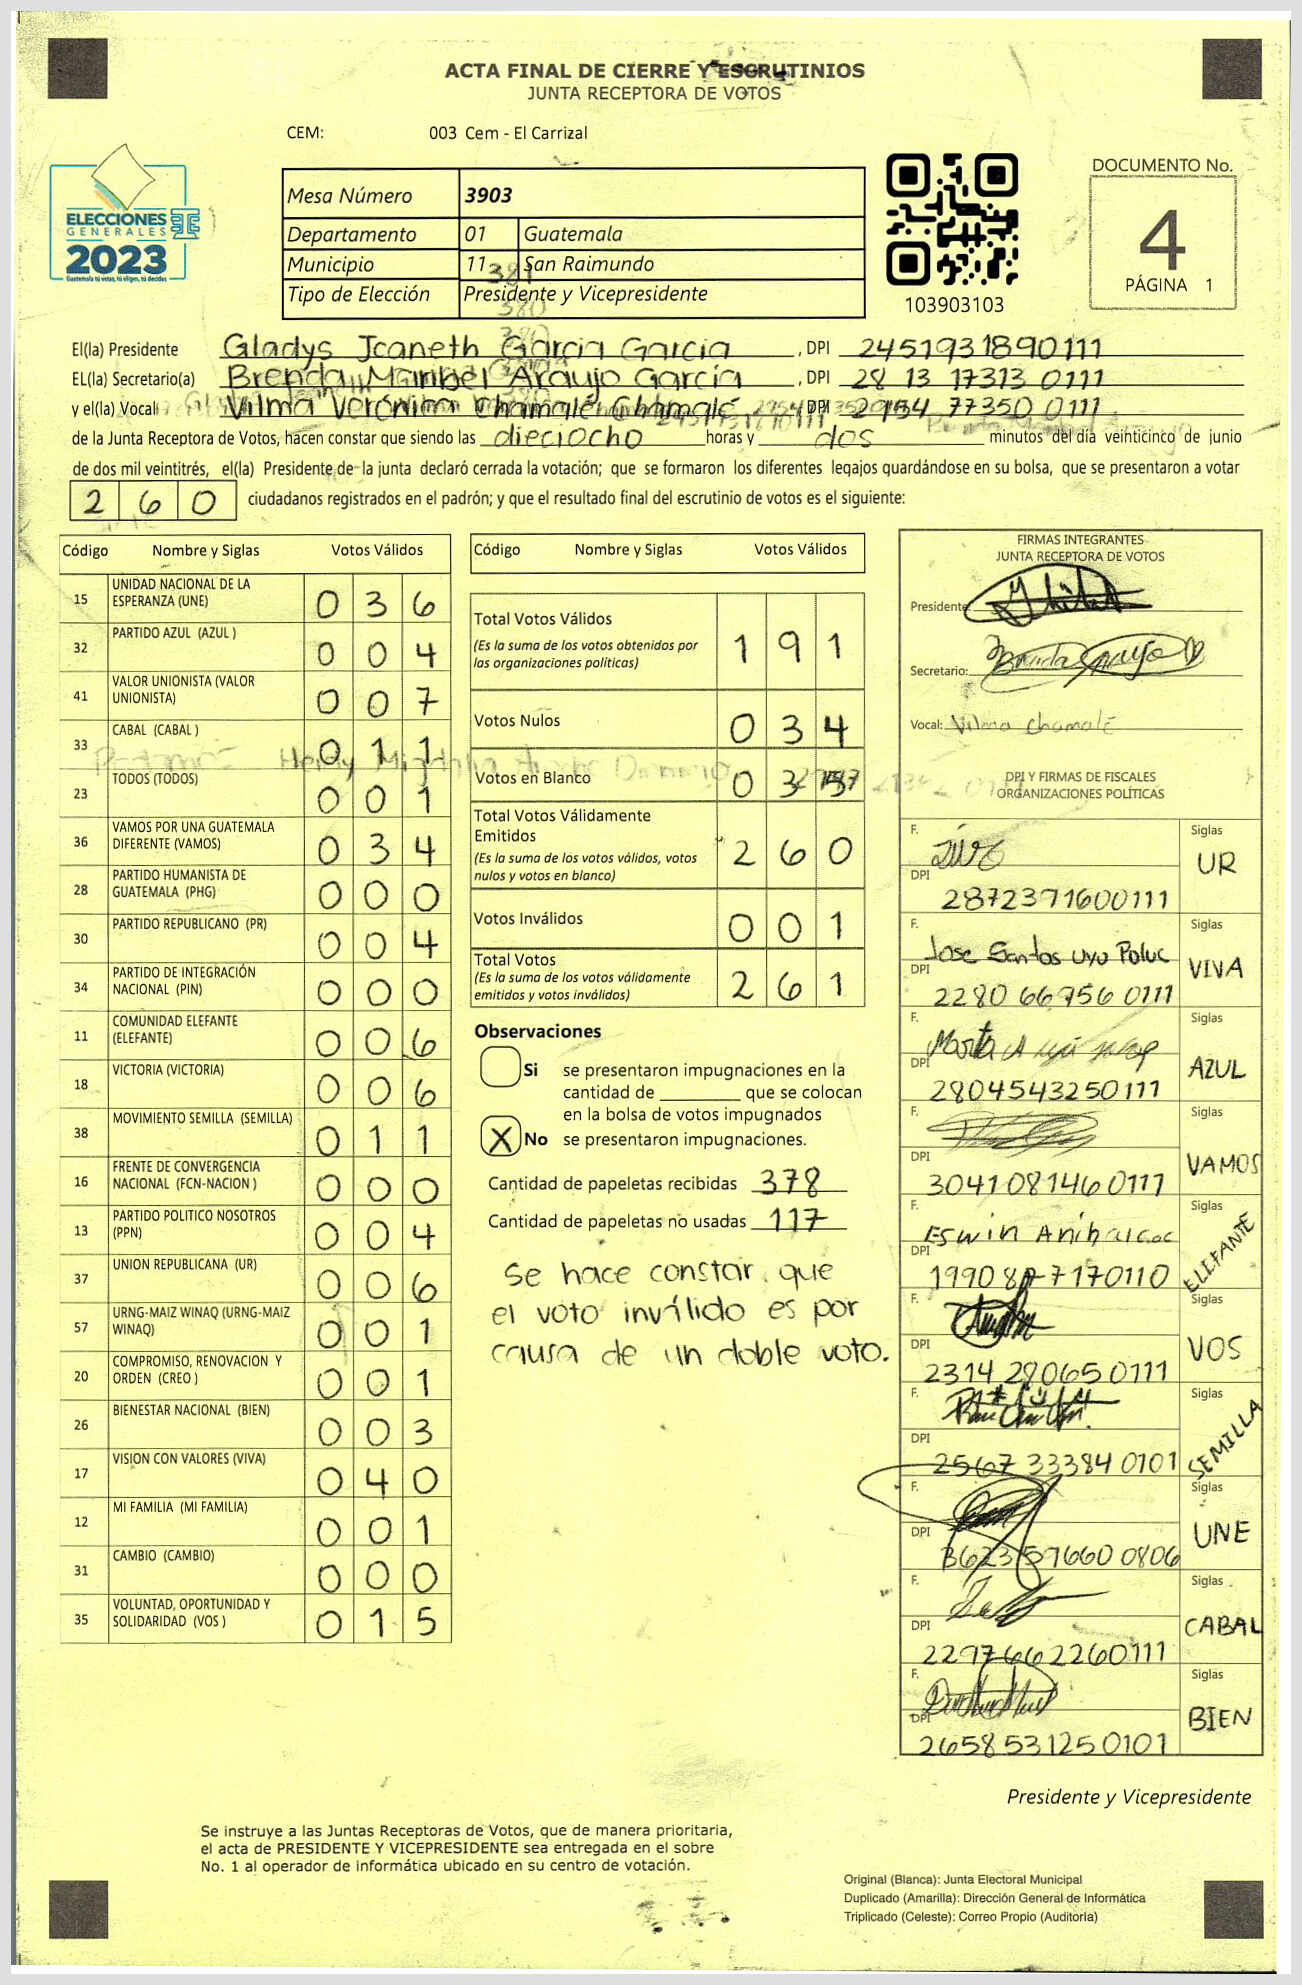 ACTA FINAL DE CIERRE Y ESCRUTINIOS
JUNTA RECEPTORA DE VOTOS
CEM: 003 Cem - El Carrizal
ELECCIONES
GENERALES
2023
Guatemala tú votas, tú eliges, tú decides
Mesa Número 3903
Departamento 01 Guatemala
Municipio 11 San Raimundo
Tipo de Elección Presidente y Vicepresidente
103903103
DOCUMENTO No.
4
PÁGINA 1
El(la) Presidente Gladys Jeaneth Garcia Garcia, DPI 2451931890111
EL(la) Secretario(a) Brenda Maribel Araujo García, DPI 28 13 17313 0111
y el(la) Vocal Vilma Verónica Chamalé Chamalé, DPI 2954 77350 0111
de la Junta Receptora de Votos, hacen constar que siendo las dieciocho horas y dos minutos del día veinticinco de junio
de dos mil veintitrés, el(la) Presidente de la junta declaró cerrada la votación; que se formaron los diferentes legajos guardándose en su bolsa, que se presentaron a votar
260 ciudadanos registrados en el padrón; y que el resultado final del escrutinio de votos es el siguiente:
Código Nombre y Siglas Votos Válidos
15 UNIDAD NACIONAL DE LA ESPERANZA (UNE) 0 3 6
32 PARTIDO AZUL (AZUL ) 0 0 4
41 VALOR UNIONISTA (VALOR UNIONISTA) 0 0 7
33 CABAL (CABAL ) 0 1 1
23 TODOS (TODOS) 0 0 1
36 VAMOS POR UNA GUATEMALA DIFERENTE (VAMOS) 0 3 4
28 PARTIDO HUMANISTA DE GUATEMALA (PHG) 0 0 0
30 PARTIDO REPUBLICANO (PR) 0 0 4
34 PARTIDO DE INTEGRACIÓN NACIONAL (PIN) 0 0 0
11 COMUNIDAD ELEFANTE (ELEFANTE) 0 0 6
18 VICTORIA (VICTORIA) 0 0 6
38 MOVIMIENTO SEMILLA (SEMILLA) 0 1 1
16 FRENTE DE CONVERGENCIA NACIONAL (FCN-NACION ) 0 0 0
13 PARTIDO POLITICO NOSOTROS (PPN) 0 0 4
37 UNION REPUBLICANA (UR) 0 0 6
57 URNG-MAIZ WINAQ (URNG-MAIZ WINAQ) 0 0 1
20 COMPROMISO, RENOVACION Y ORDEN (CREO ) 0 0 1
26 BIENESTAR NACIONAL (BIEN) 0 0 3
17 VISION CON VALORES (VIVA) 0 4 0
12 MI FAMILIA (MI FAMILIA) 0 0 1
31 CAMBIO (CAMBIO) 0 0 0
35 VOLUNTAD, OPORTUNIDAD Y SOLIDARIDAD (VOS ) 0 1 5
Código Nombre y Siglas Votos Válidos
Total Votos Válidos 1 9 1
(Es la suma de los votos obtenidos por
las organizaciones políticas)
Votos Nulos 0 3 4
Votos en Blanco 0 3
Total Votos Válidamente
Emitidos 2 6 0
(Es la suma de los votos válidos, votos
nulos y votos en blanco)
Votos Inválidos 0 0 1
Total Votos 2 6 1
(Es la suma de los votos válidamente
emitidos y votos inválidos)
Observaciones
Si se presentaron impugnaciones en la
cantidad de ________ que se colocan
en la bolsa de votos impugnados
X No se presentaron impugnaciones.
Cantidad de papeletas recibidas 378
Cantidad de papeletas no usadas 117
Se hace constar que
el voto inválido es por
causa de un doble voto.
FIRMAS INTEGRANTES
JUNTA RECEPTORA DE VOTOS
Presidente:
Secretario:
Vocal: Vilma Chamalé
DPI Y FIRMAS DE FISCALES
ORGANIZACIONES POLÍTICAS
F. Siglas UR
DPI 2872371600111
F. Jose Santos Siglas VIVA
DPI 2280 66756 0111
F. Marta Siglas AZUL
DPI 2804543250111
F. Siglas VAMOS
DPI 3041081460111
F. Eswin Siglas ELEFANTE
DPI
F. Siglas VOS
DPI 2314 28065 0111
F. Siglas SEMILLA
DPI 2567 33384 0101
F. Siglas UNE
DPI
F. Siglas CABAL
DPI 2297662260111
F. Siglas BIEN
DPI 2658531250101
Presidente y Vicepresidente
Se instruye a las Juntas Receptoras de Votos, que de manera prioritaria,
el acta de PRESIDENTE Y VICEPRESIDENTE sea entregada en el sobre
No. 1 al operador de informática ubicado en su centro de votación.
Original (Blanca): Junta Electoral Municipal
Duplicado (Amarilla): Dirección General de Informática
Triplicado (Celeste): Correo Propio (Auditoria)